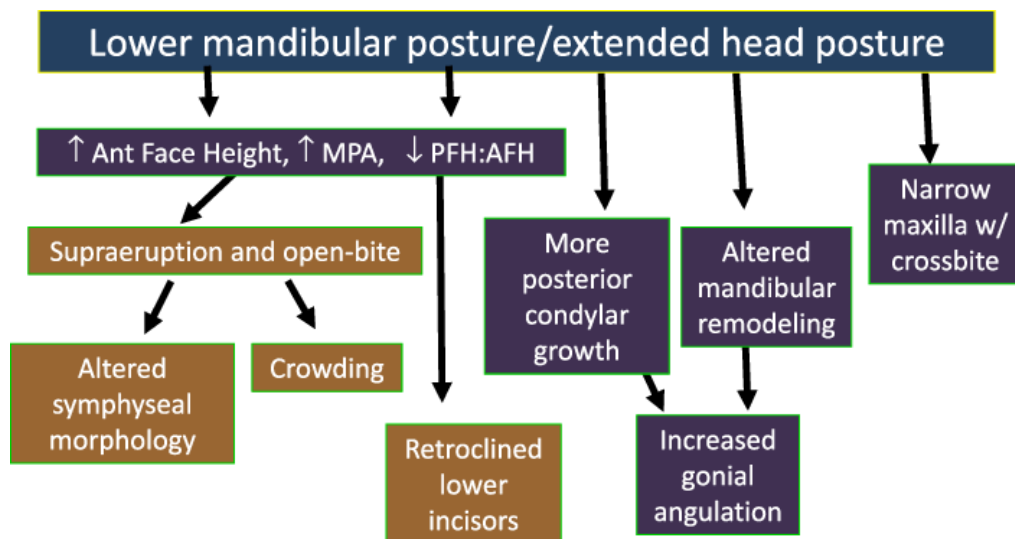 Lower mandibular posture/extended head posture
↑ Ant Face Height, ↑ MPA, ↓ PFH:AFH
Supraeruption and open-bite
Altered
symphyseal
morphology
Crowding
Retroclined
lower
incisors
More
posterior
condylar
growth
Altered
mandibular
remodeling
Increased
gonial
angulation
Narrow
maxilla w/
crossbite